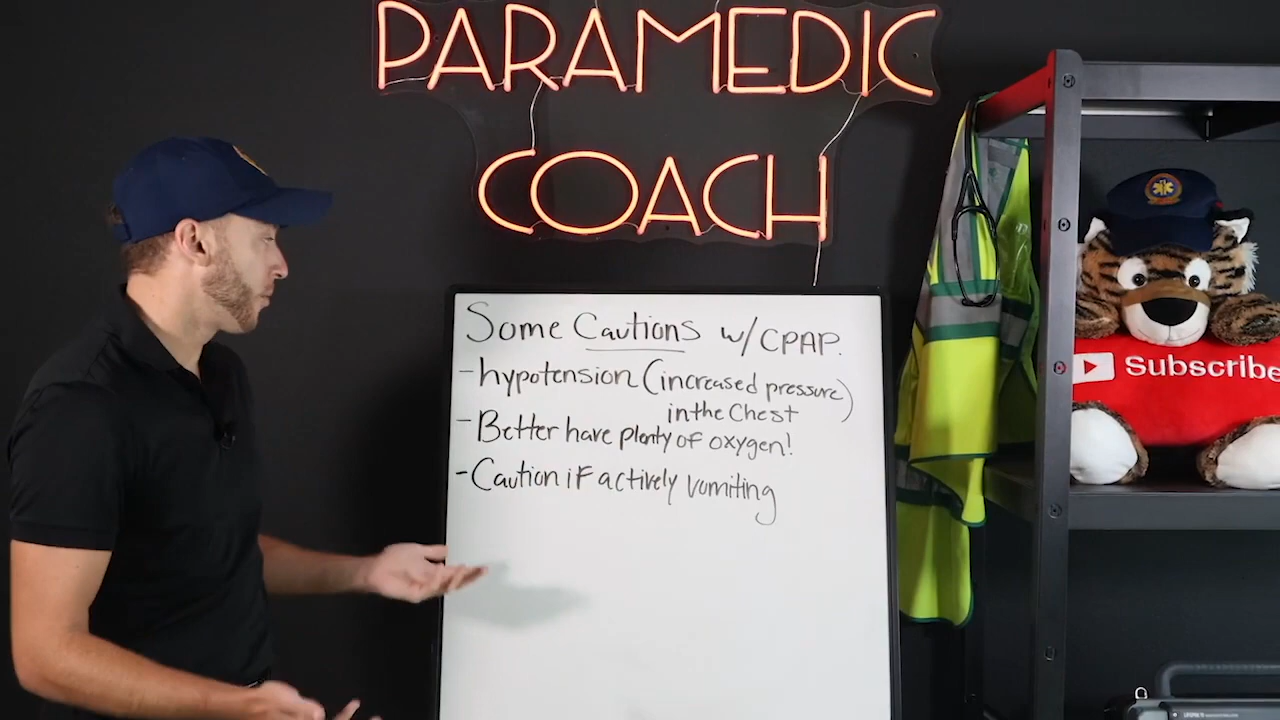 PARAMEDIC
COACH
Some Cautions w/CPAP.
-hypotension (increased pressure)
in the Chest
-Better have plenty of oxygen!
-Caution if actively vomiting
Subscribe